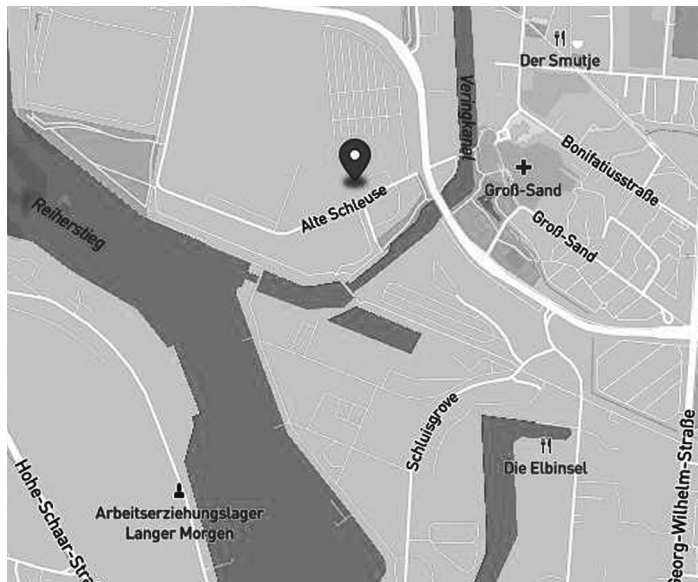 Der Smutje
Veringkanal
Bonifatiusstraße
Groß-Sand
Alte Schleuse
Reiherstieg
Groß-Sand
Schluisgrove
Georg-Wilhelm-Straße
Die Elbinsel
Hohe-Schaar-Stra
Arbeitserziehungslager
Langer Morgen